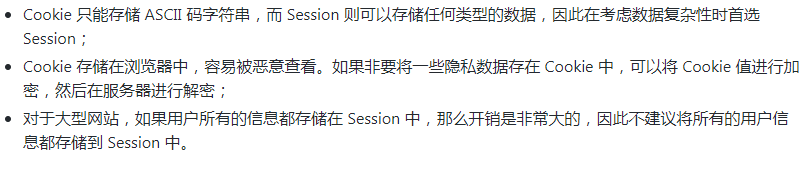 • Cookie 只能存储 ASCII 码字符串，而 Session 则可以存储任何类型的数据，因此在考虑数据复杂性时首选
Session；
• Cookie 存储在浏览器中，容易被恶意查看。如果非要将一些隐私数据存在 Cookie 中，可以将 Cookie 值进行加
密，然后在服务器进行解密；
• 对于大型网站，如果用户所有的信息都存储在 Session 中，那么开销是非常大的，因此不建议将所有的用户信
息都存储到 Session 中。